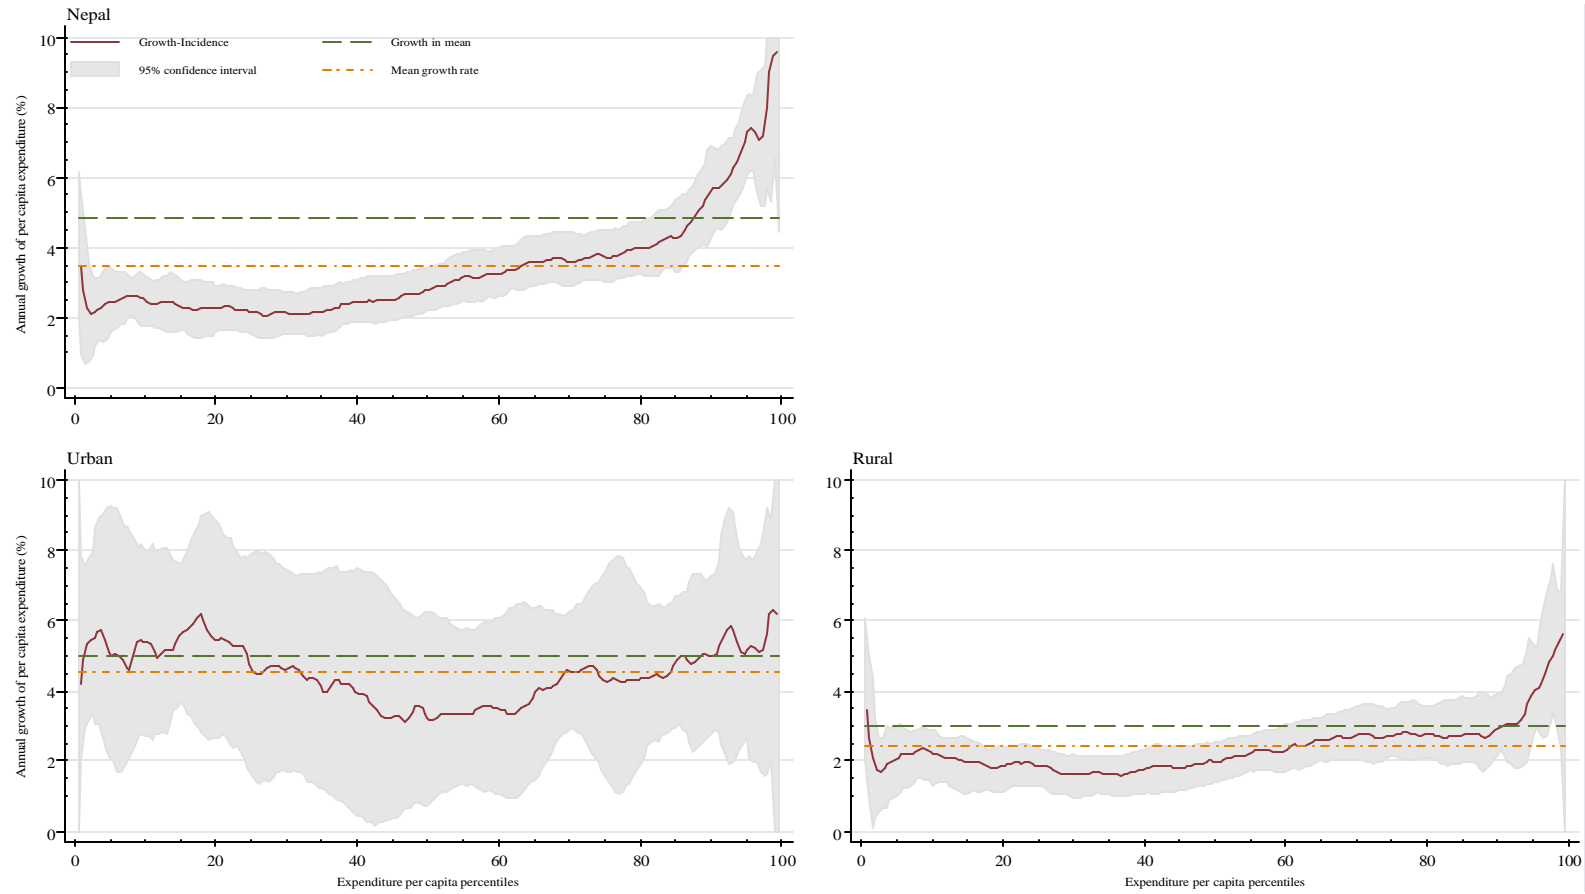 Nepal
Growth-Incidence
Growth in mean
95% confidence interval
Mean growth rate
Annual growth of per capita expenditure (%)
10
8
6
4
2
0
0 20 40 60 80 100
Urban
Annual growth of per capita expenditure (%)
10
8
6
4
2
0
0 20 40 60 80 100
Expenditure per capita percentiles
Rural
10
8
6
4
2
0
0 20 40 60 80 100
Expenditure per capita percentiles